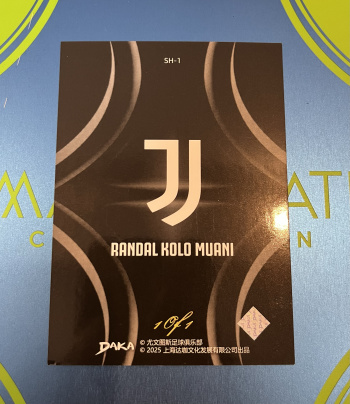 SH-1
RANDAL KOLO MUANI
1 Of 1
DAKA
© 尤文图斯足球俱乐部
© 2025 上海达咖文化发展有限公司出品